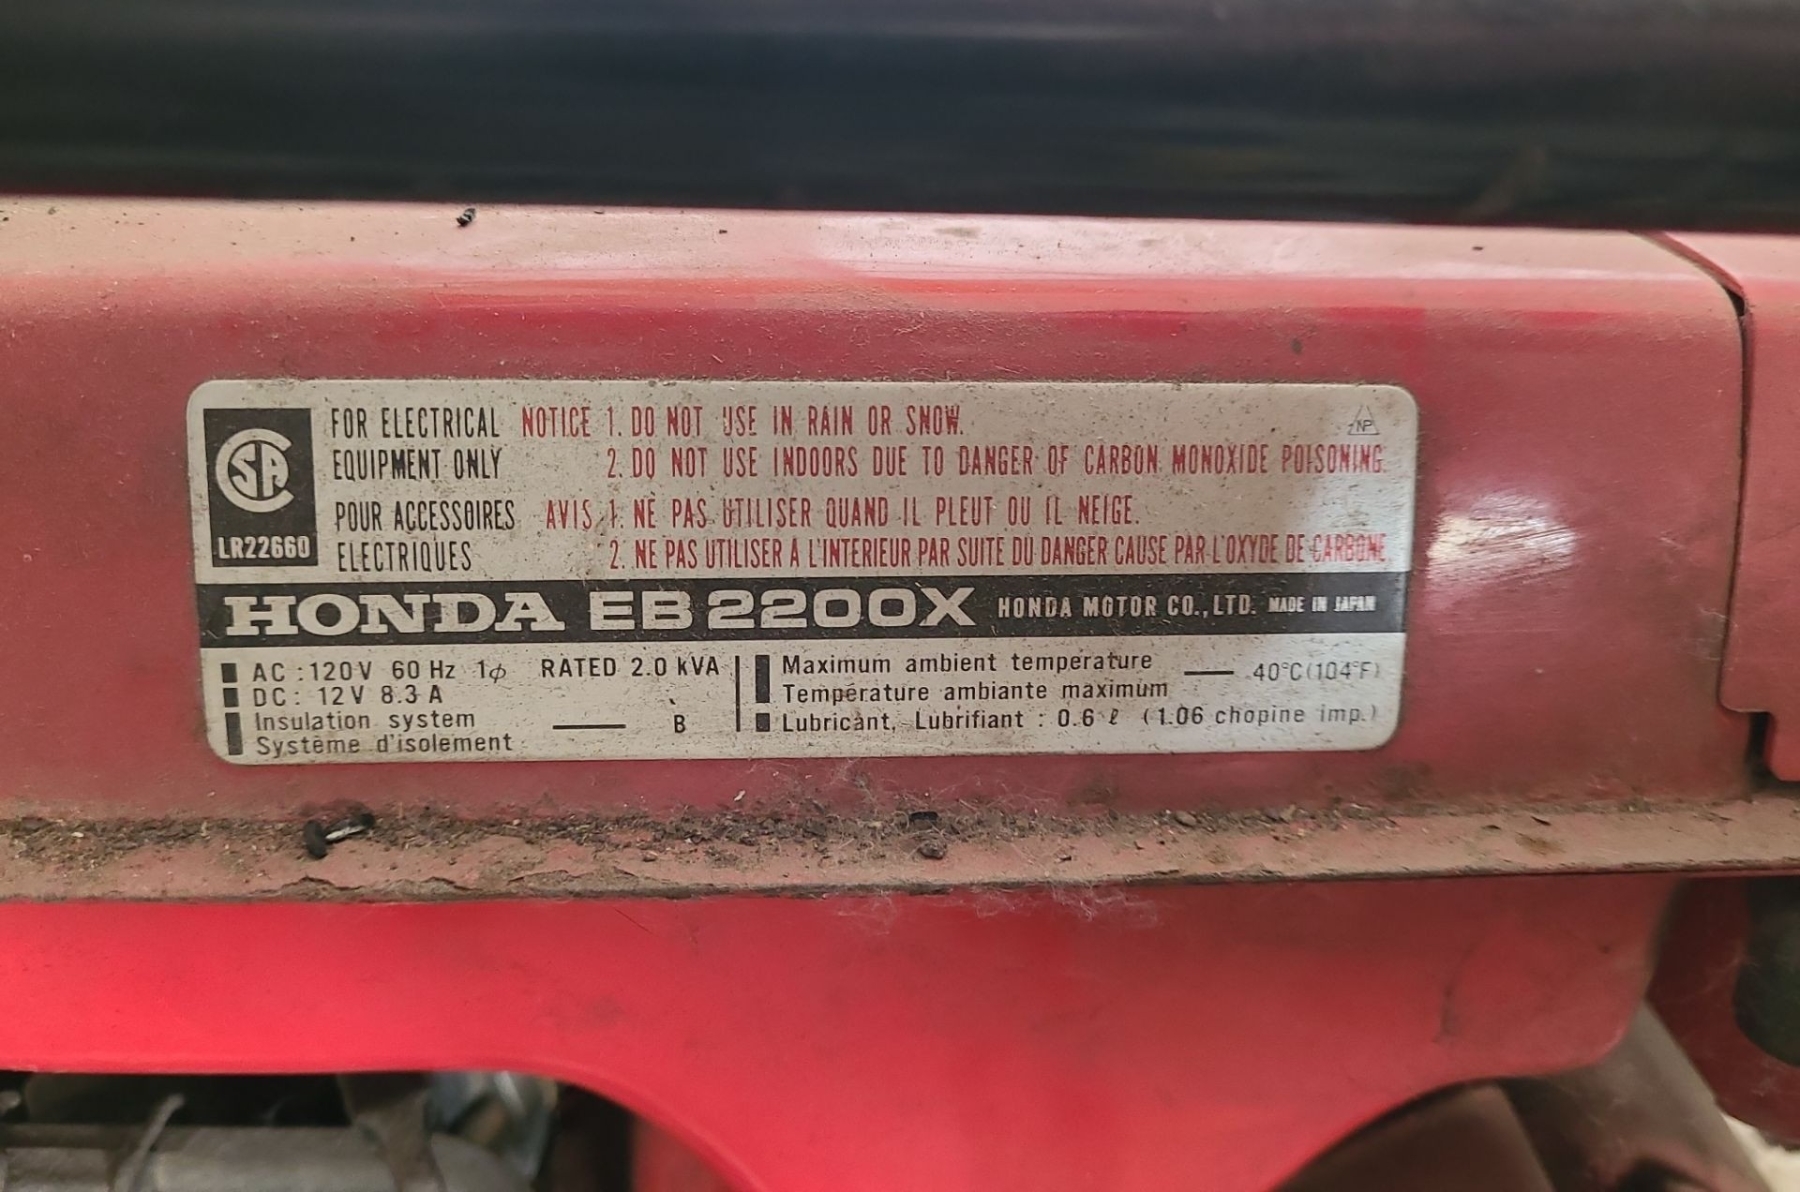 FOR ELECTRICAL NOTICE 1. DO NOT USE IN RAIN OR SNOW.
EQUIPMENT ONLY 2. DO NOT USE INDOORS DUE TO DANGER OF CARBON MONOXIDE POISONING.
POUR ACCESSOIRES AVIS 1. NE PAS UTILISER QUAND IL PLEUT OU IL NEIGE.
ELECTRIQUES 2. NE PAS UTILISER A L'INTERIEUR PAR SUITE DU DANGER CAUSE PAR L'OXYDE DE CARBONE
SA
LR22660
NP
HONDA EB 2200X HONDA MOTOR CO., LTD. MADE IN JAPAN
AC : 120V 60 Hz 1ϕ RATED 2.0 kVA
DC : 12V 8.3 A
Insulation system
Système d'isolement — B
Maximum ambient temperature
Température ambiante maximum — 40°C (104°F)
Lubricant, Lubrifiant : 0.6 ℓ (1.06 chopine imp.)